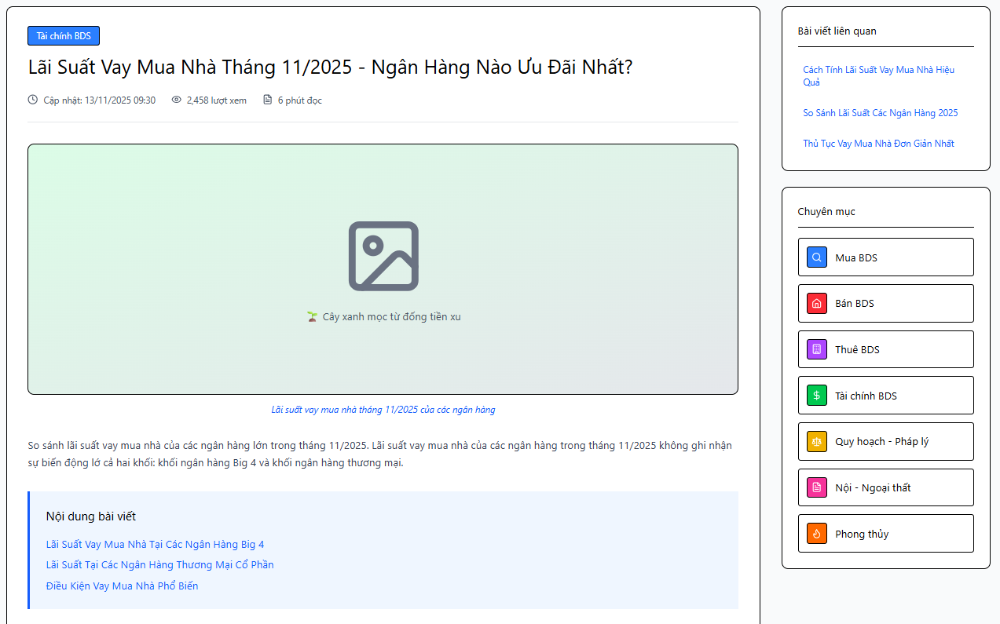 Tài chính BDS
Lãi Suất Vay Mua Nhà Tháng 11/2025 - Ngân Hàng Nào Ưu Đãi Nhất?
Cập nhật: 13/11/2025 09:30
2,458 lượt xem
6 phút đọc
Cây xanh mọc từ đống tiền xu
Lãi suất vay mua nhà tháng 11/2025 của các ngân hàng
So sánh lãi suất vay mua nhà của các ngân hàng lớn trong tháng 11/2025. Lãi suất vay mua nhà của các ngân hàng trong tháng 11/2025 không ghi nhận
sự biến động lớ cả hai khối: khối ngân hàng Big 4 và khối ngân hàng thương mại.
Nội dung bài viết
Lãi Suất Vay Mua Nhà Tại Các Ngân Hàng Big 4
Lãi Suất Tại Các Ngân Hàng Thương Mại Cổ Phần
Điều Kiện Vay Mua Nhà Phổ Biến
Bài viết liên quan
Cách Tính Lãi Suất Vay Mua Nhà Hiệu
Quả
So Sánh Lãi Suất Các Ngân Hàng 2025
Thủ Tục Vay Mua Nhà Đơn Giản Nhất
Chuyên mục
Mua BDS
Bán BDS
Thuê BDS
Tài chính BDS
Quy hoạch - Pháp lý
Nội - Ngoại thất
Phong thủy